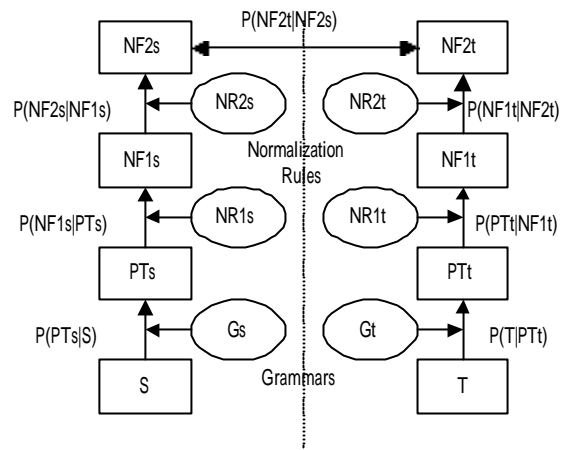 P(NF2t|NF2s)
NF2s
NF2t
P(NF2s|NF1s)
NR2s
NR2t
P(NF1t|NF2t)
Normalization
Rules
NF1s
NF1t
P(NF1s|PTs)
NR1s
NR1t
P(PTt|NF1t)
PTs
PTt
P(PTs|S)
Gs
Gt
P(T|PTt)
Grammars
S
T